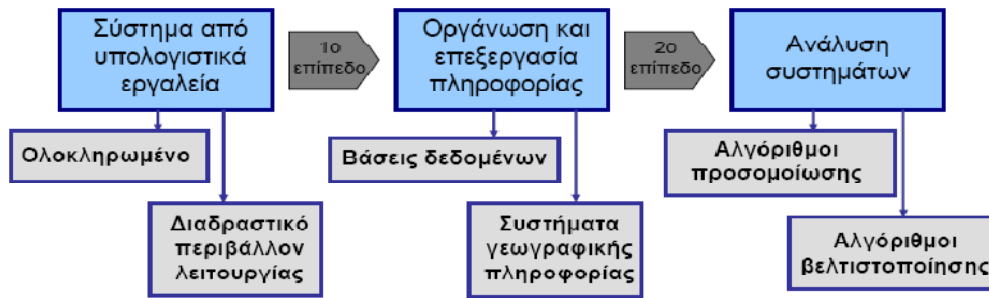 Σύστημα από
υπολογιστικά
εργαλεία
1ο
επίπεδο
Οργάνωση και
επεξεργασία
πληροφορίας
2ο
επίπεδο
Ανάλυση
συστημάτων
Ολοκληρωμένο
Διαδραστικό
περιβάλλον
λειτουργίας
Βάσεις δεδομένων
Συστήματα
γεωγραφικής
πληροφορίας
Αλγόριθμοι
προσομοίωσης
Αλγόριθμοι
βελτιστοποίησης